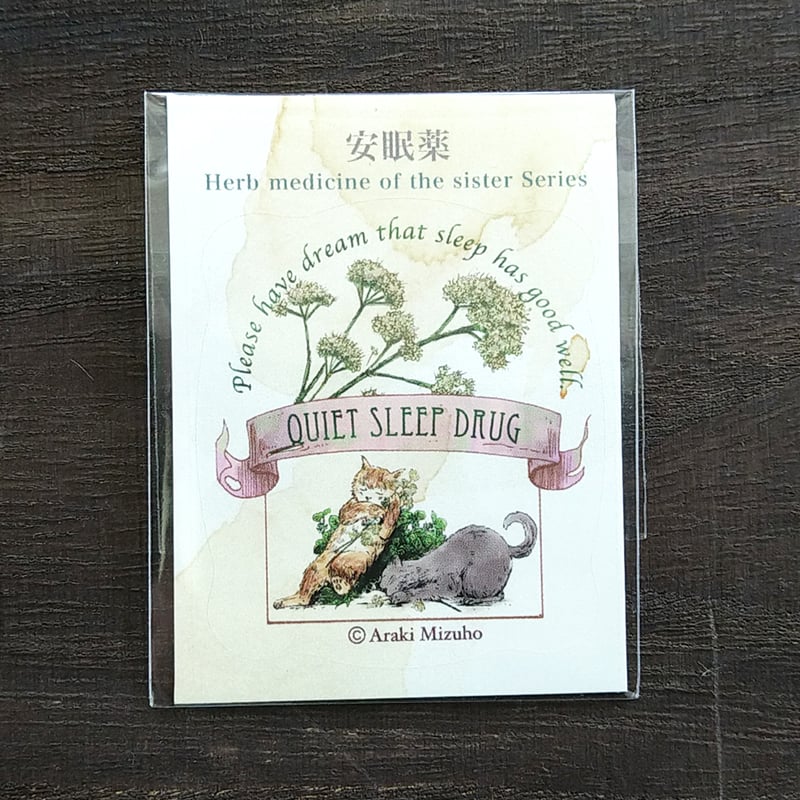 安眠薬
Herb medicine of the sister Series
Please have dream that sleep has good well.
QUIET SLEEP DRUG
© Araki Mizuho